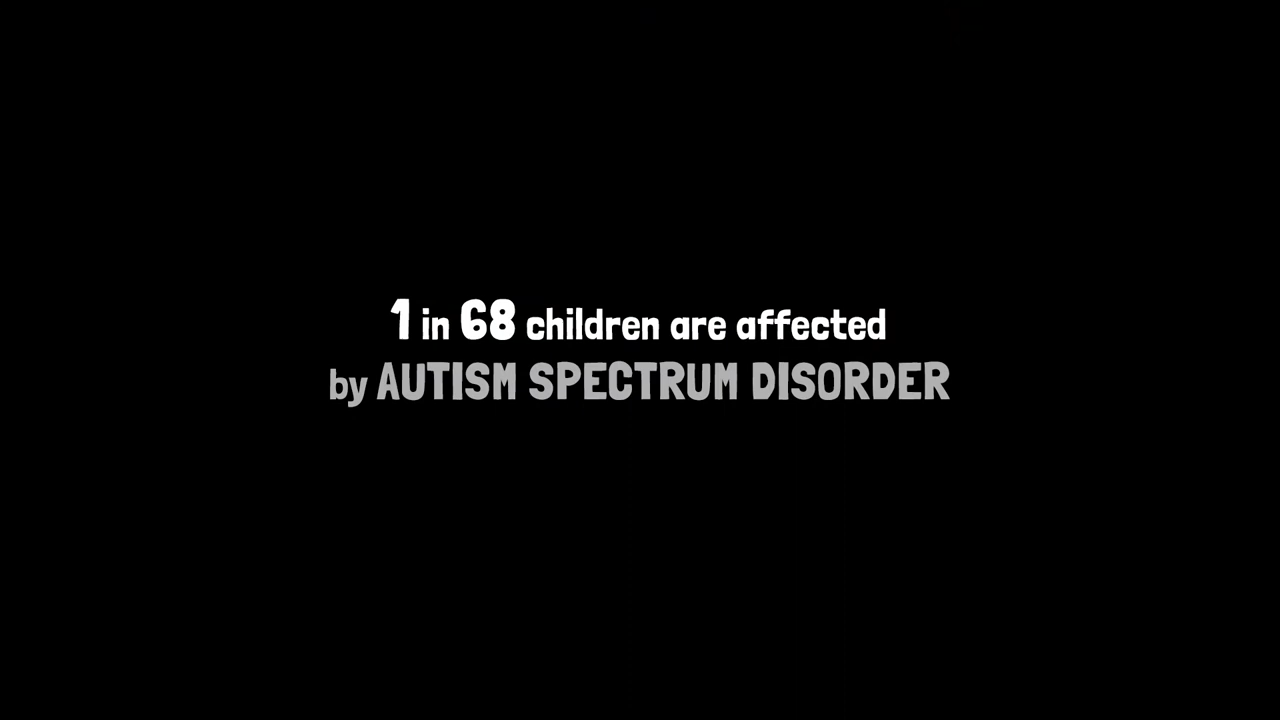 1 in 68 children are affected
by AUTISM SPECTRUM DISORDER